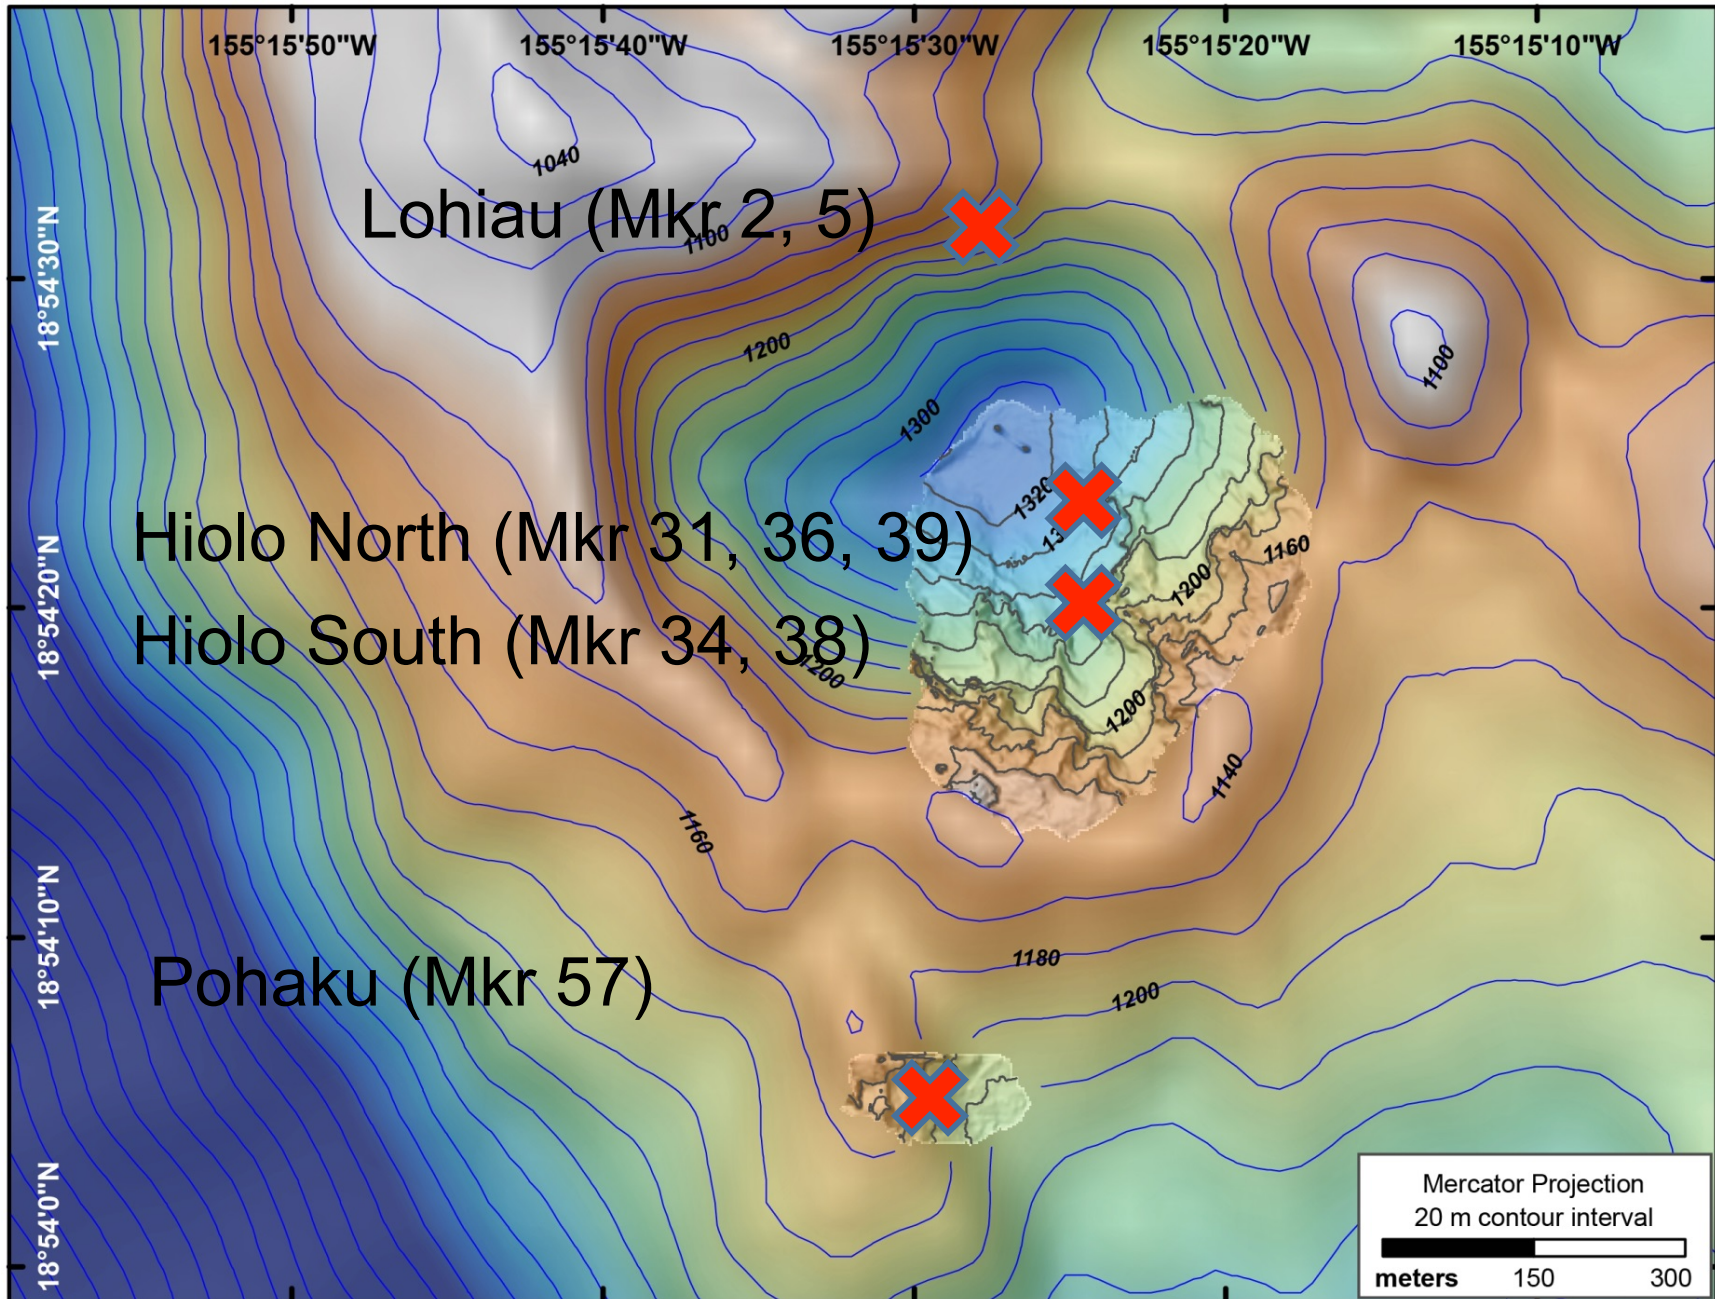 155°15'50"W 155°15'40"W 155°15'30"W 155°15'20"W 155°15'10"W
1040
Lohiau (Mkr 2, 5)
1100
18°54'30"N
1200
1100
1300
1320
Hiolo North (Mkr 31, 36, 39)
1160
1200
18°54'20"N
Hiolo South (Mkr 34, 38)
1200
1200
1140
1160
18°54'10"N
1180
Pohaku (Mkr 57)
1200
18°54'0"N
Mercator Projection
20 m contour interval
meters 150 300